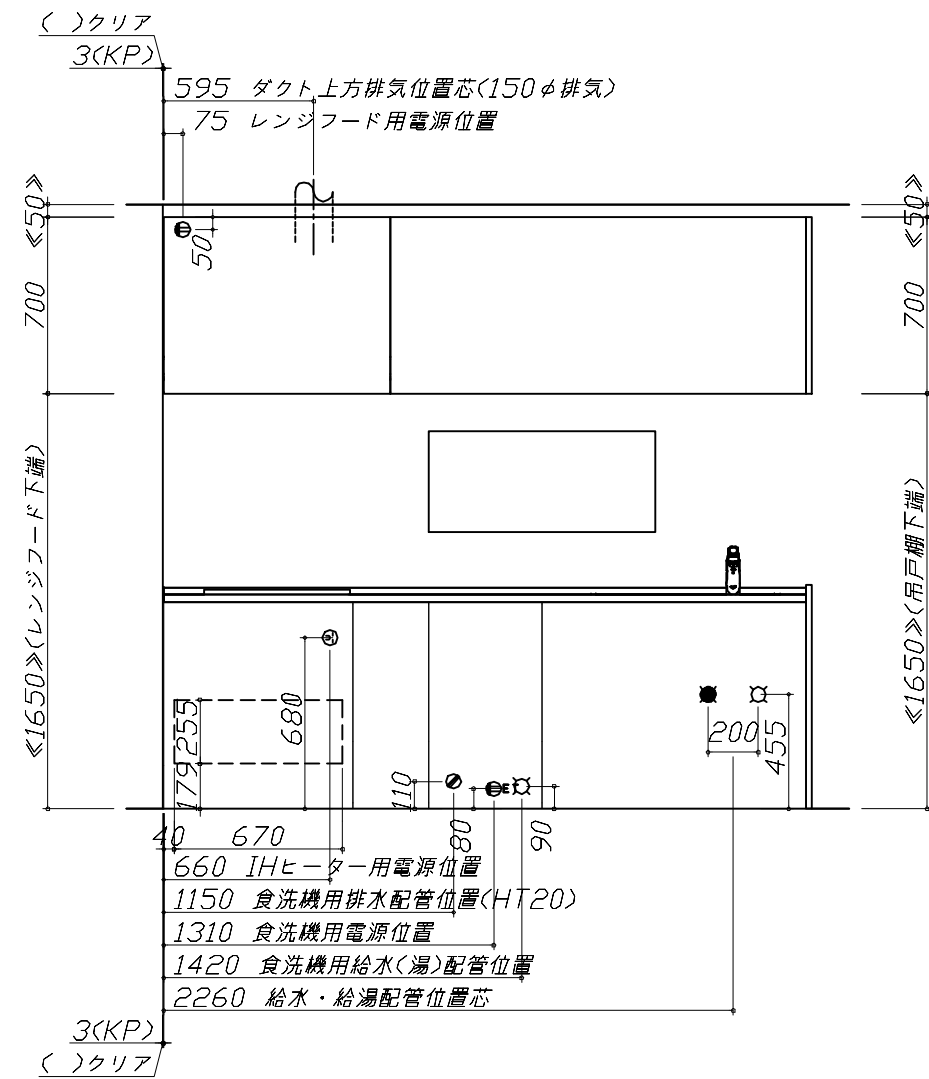 ( )クリア
3(KP)
595 ダクト上方排気位置芯(150φ排気)
75 レンジフード用電源位置
≪50≫
≪50≫
50
700
700
≪1650≫(レンジフード下端)
≪1650≫(吊戸棚下端)
680
255
179
200
455
110
E
80
90
40
670
660 IHヒーター用電源位置
1150 食洗機用排水配管位置(HT20)
1310 食洗機用電源位置
1420 食洗機用給水(湯)配管位置
2260 給水・給湯配管位置芯
3(KP)
( )クリア